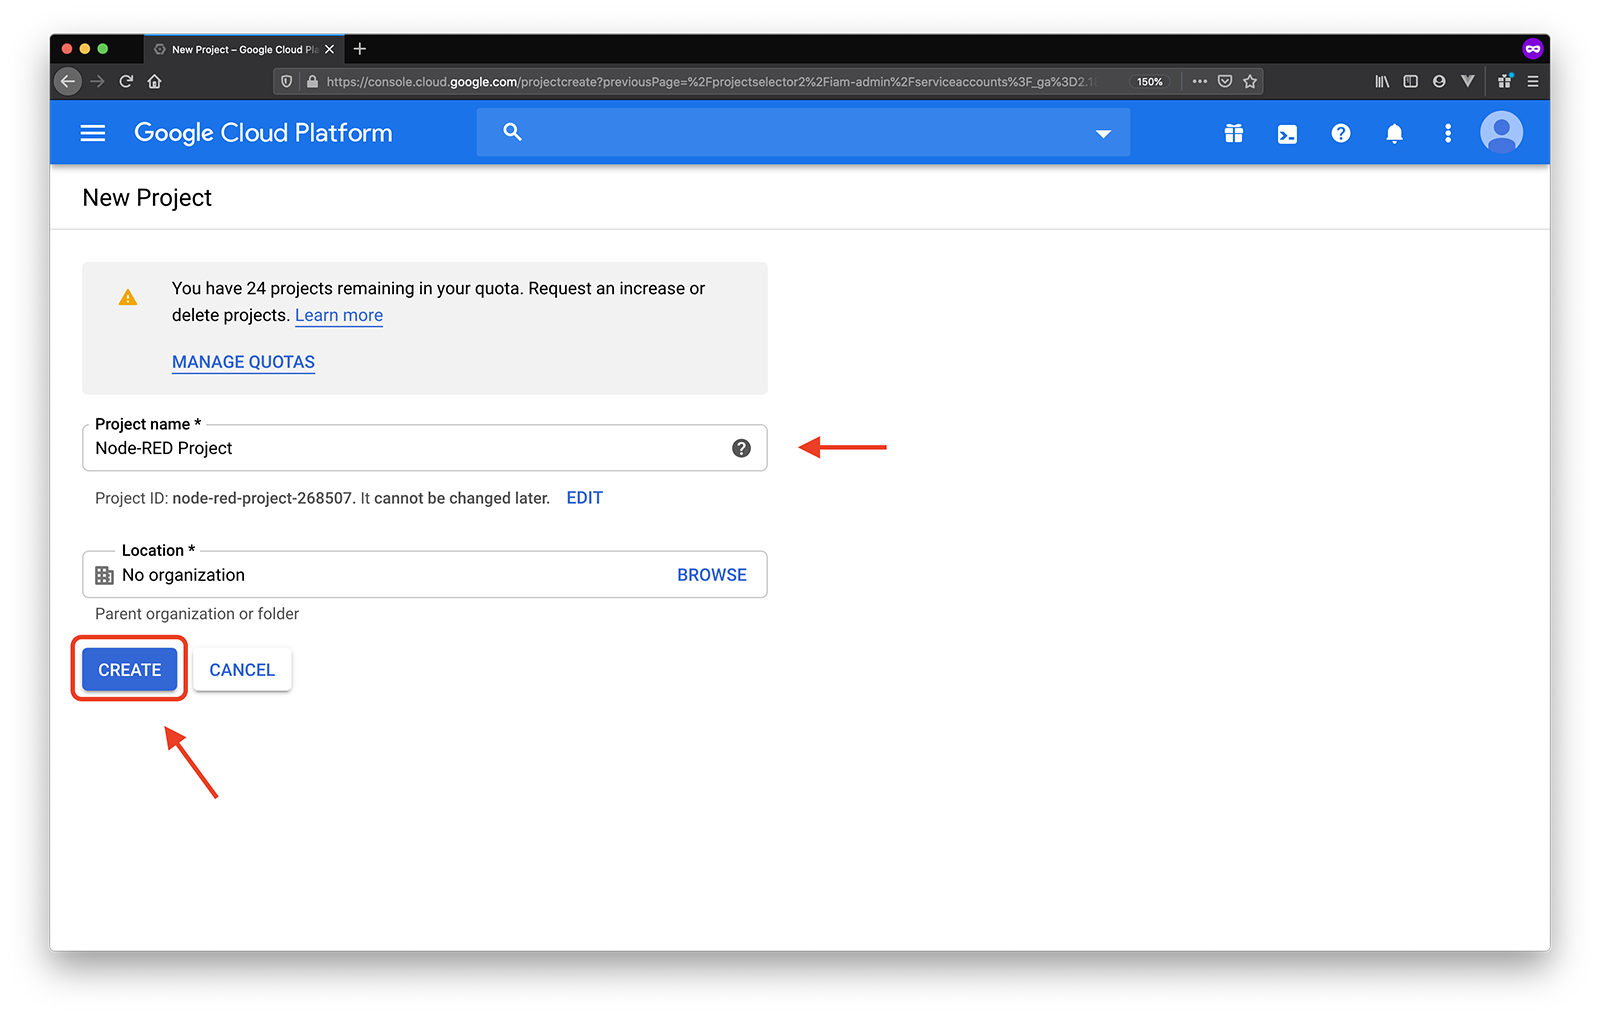 New Project – Google Cloud Pla
https://console.cloud.google.com/projectcreate?previousPage=%2Fprojectselector2%2Fiam-admin%2Fserviceaccounts%3F_ga%3D2.1
150%
Google Cloud Platform
New Project
You have 24 projects remaining in your quota. Request an increase or
delete projects. Learn more
MANAGE QUOTAS
Project name *
Node-RED Project
Project ID: node-red-project-268507. It cannot be changed later. EDIT
Location *
No organization
BROWSE
Parent organization or folder
CREATE
CANCEL